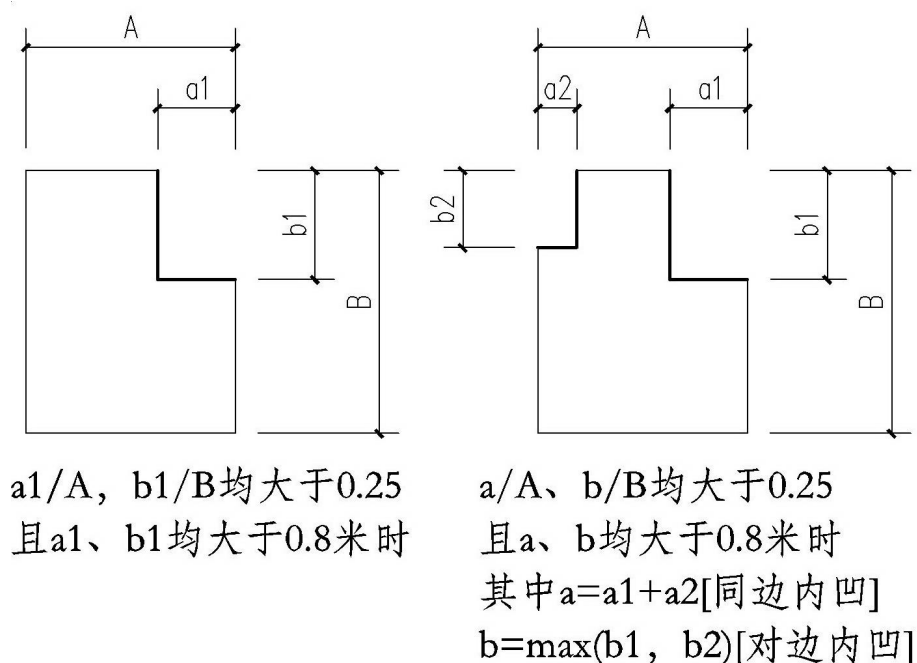 A
a1
b1
B
a1/A，b1/B均大于0.25
且a1、b1均大于0.8米时
A
a2
a1
b2
b1
B
a/A、b/B均大于0.25
且a、b均大于0.8米时
其中a=a1+a2[同边内凹]
b=max(b1，b2)[对边内凹]